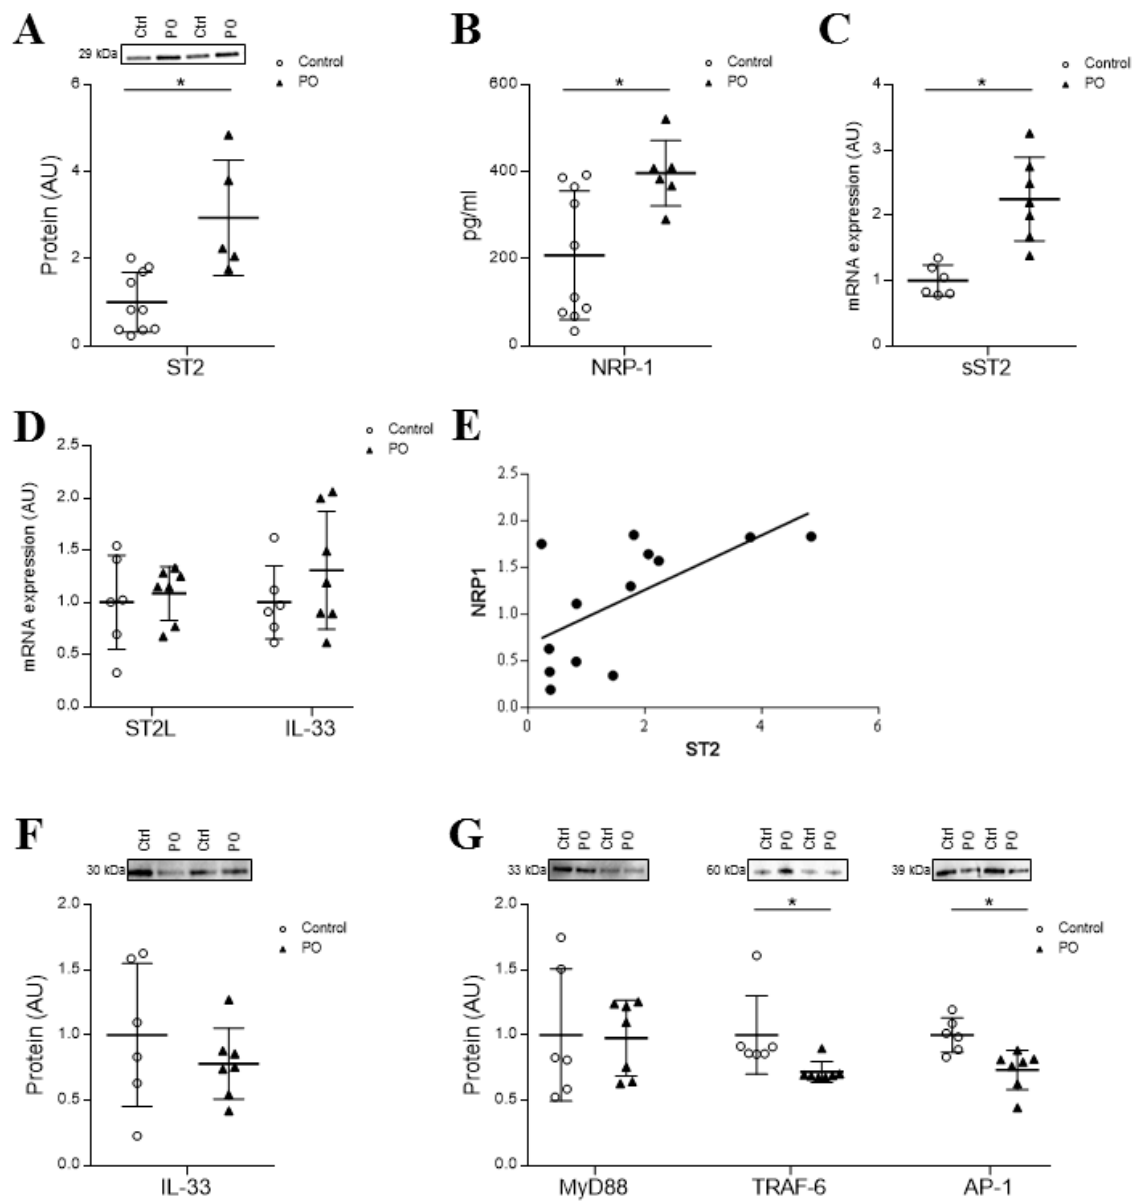 A
Ctrl
PO
Ctrl
PO
29 kDa
Control
PO
*
6
4
2
0
Protein (AU)
ST2
B
Control
PO
*
600
400
200
0
pg/ml
NRP-1
C
Control
PO
*
4
3
2
1
0
mRNA expression (AU)
sST2
D
Control
PO
2.5
2.0
1.5
1.0
0.5
0.0
mRNA expression (AU)
ST2L
IL-33
E
2.5
2.0
1.5
1.0
0.5
0.0
NRP1
0
2
4
6
ST2
F
Ctrl
PO
Ctrl
PO
30 kDa
Control
PO
2.0
1.5
1.0
0.5
0.0
Protein (AU)
IL-33
G
Ctrl
PO
Ctrl
PO
33 kDa
Ctrl
PO
Ctrl
PO
60 kDa
Ctrl
PO
Ctrl
PO
39 kDa
*
*
Control
PO
2.0
1.5
1.0
0.5
0.0
Protein (AU)
MyD88
TRAF-6
AP-1